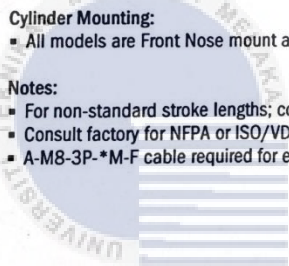 Cylinder Mounting:
▪ All models are Front Nose mount a
Notes:
▪ For non-standard stroke lengths; co
▪ Consult factory for NFPA or ISO/VD
▪ A-M8-3P-*M-F cable required for e